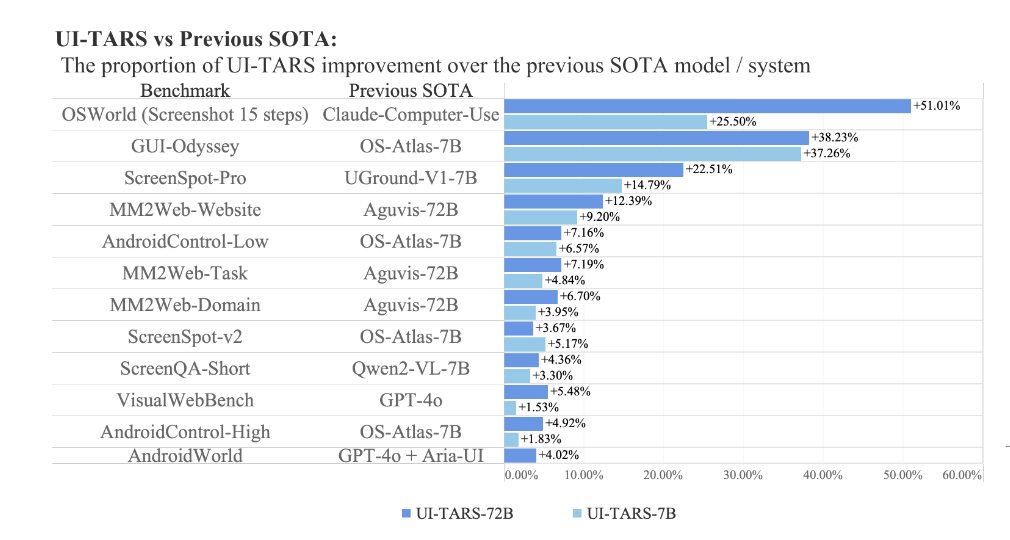 UI-TARS vs Previous SOTA:
The proportion of UI-TARS improvement over the previous SOTA model / system
Benchmark Previous SOTA
OSWorld (Screenshot 15 steps) Claude-Computer-Use +51.01%
+25.50%
GUI-Odyssey OS-Atlas-7B +38.23%
+37.26%
ScreenSpot-Pro UGround-V1-7B +22.51%
+14.79%
MM2Web-Website Aguvis-72B +12.39%
+9.20%
AndroidControl-Low OS-Atlas-7B +7.16%
+6.57%
MM2Web-Task Aguvis-72B +7.19%
+4.84%
MM2Web-Domain Aguvis-72B +6.70%
+3.95%
ScreenSpot-v2 OS-Atlas-7B +3.67%
+5.17%
ScreenQA-Short Qwen2-VL-7B +4.36%
+3.30%
VisualWebBench GPT-4o +5.48%
+1.53%
AndroidControl-High OS-Atlas-7B +4.92%
+1.83%
AndroidWorld GPT-4o + Aria-UI +4.02%
0.00% 10.00% 20.00% 30.00% 40.00% 50.00% 60.00%
UI-TARS-72B UI-TARS-7B